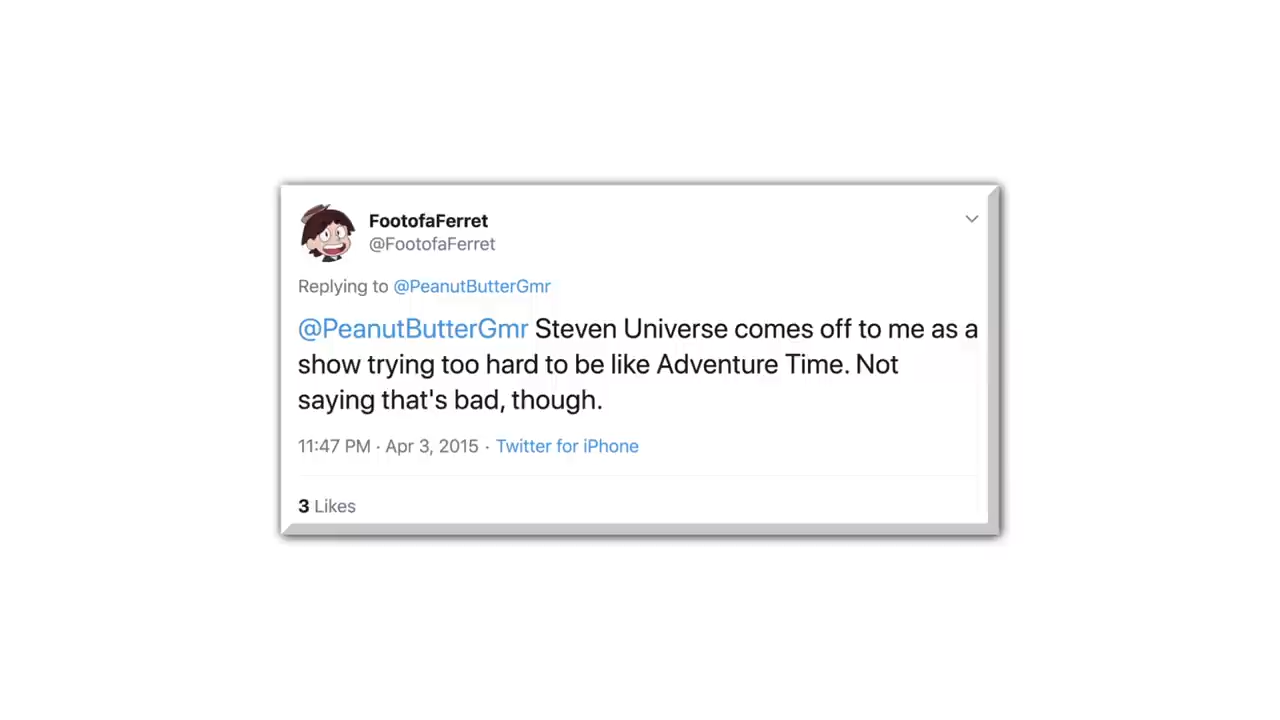 FootofaFerret
@FootofaFerret
Replying to @PeanutButterGmr
@PeanutButterGmr Steven Universe comes off to me as a
show trying too hard to be like Adventure Time. Not
saying that's bad, though.
11:47 PM · Apr 3, 2015 · Twitter for iPhone
3 Likes